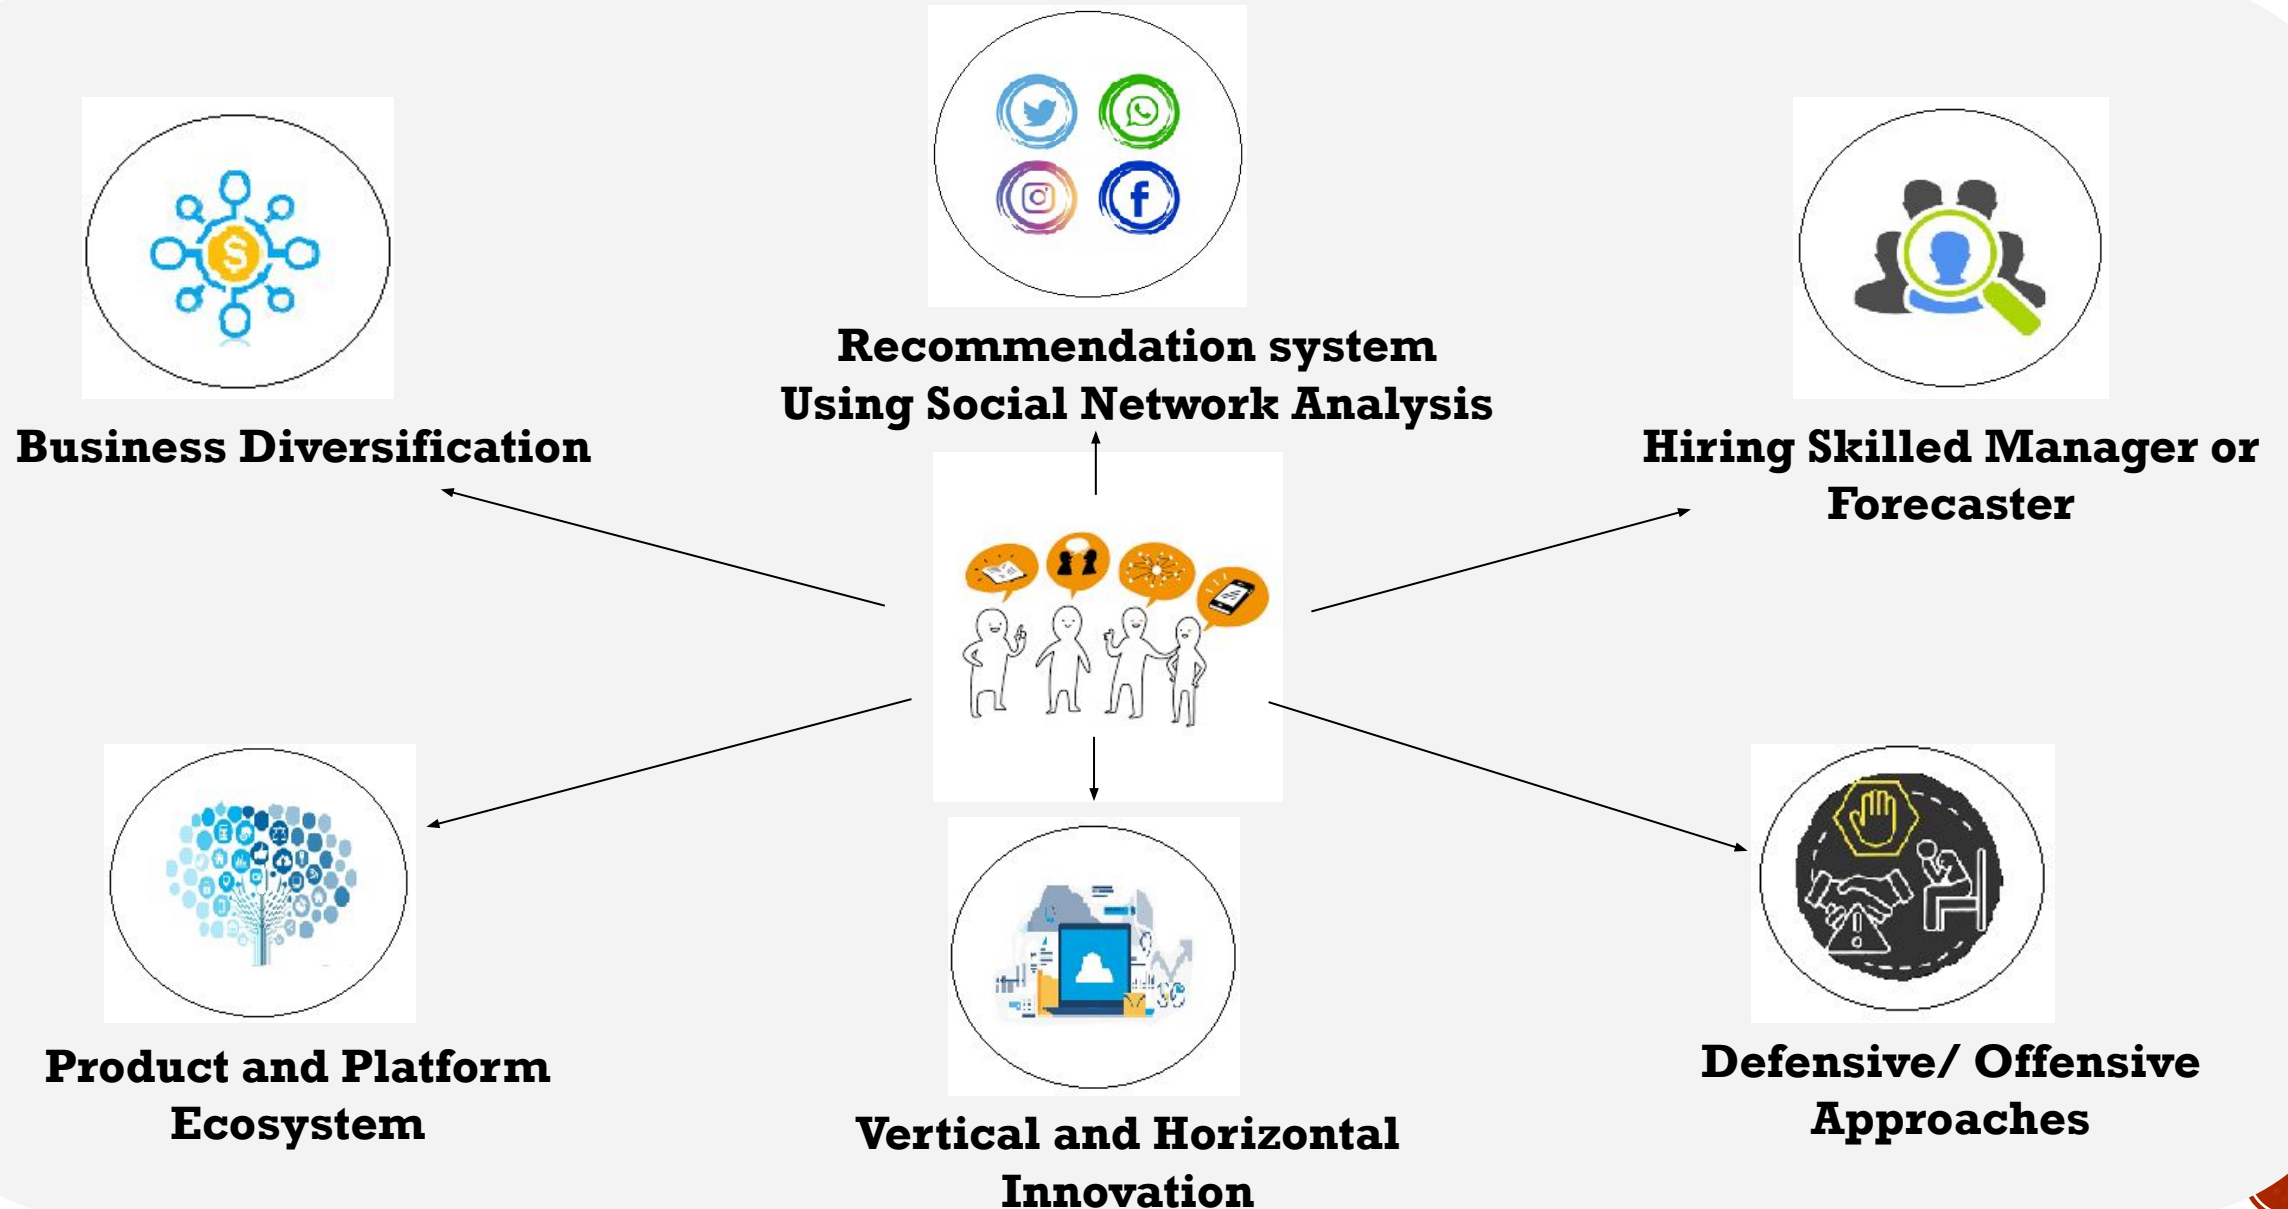 Recommendation system
Using Social Network Analysis
Business Diversification
Hiring Skilled Manager or
Forecaster
Product and Platform
Ecosystem
Vertical and Horizontal
Innovation
Defensive/ Offensive
Approaches